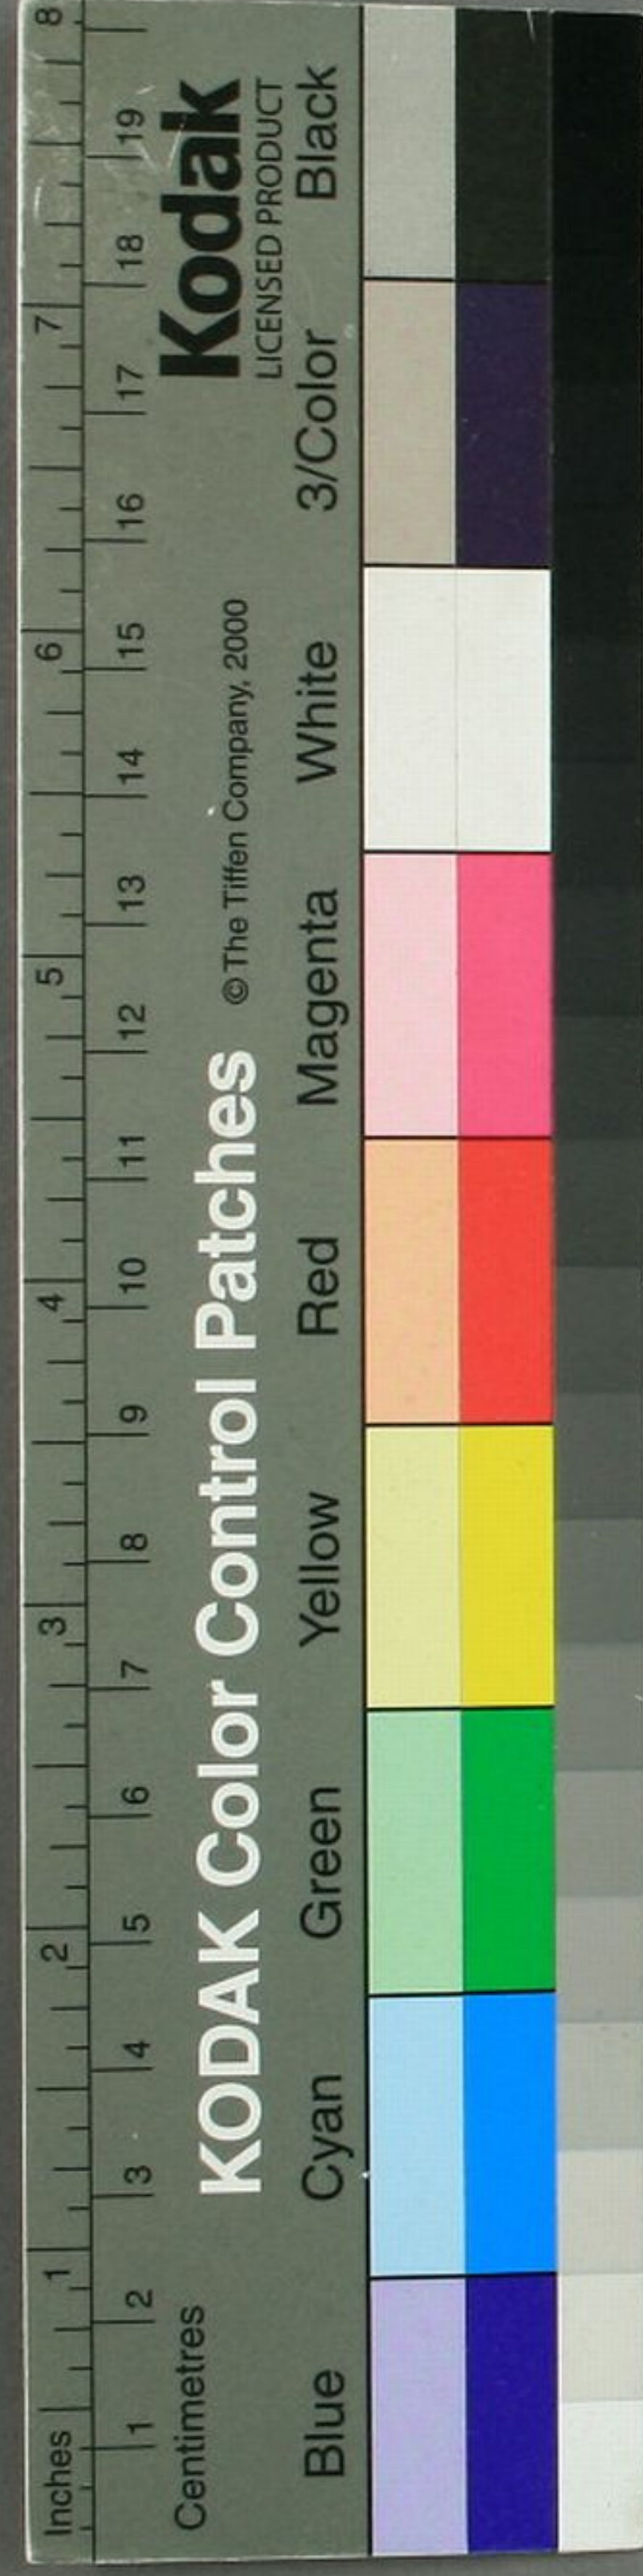 Inches 1 2 3 4 5 6 7 8
1 2 3 4 5 6 7 8 9 10 11 12 13 14 15 16 17 18 19
Centimetres
KODAK Color Control Patches © The Tiffen Company, 2000
Kodak
LICENSED PRODUCT
Blue Cyan Green Yellow Red Magenta White 3/Color Black